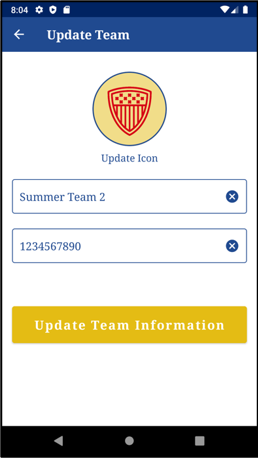 8:04
Update Team
Update Icon
Summer Team 2
1234567890
Update Team Information